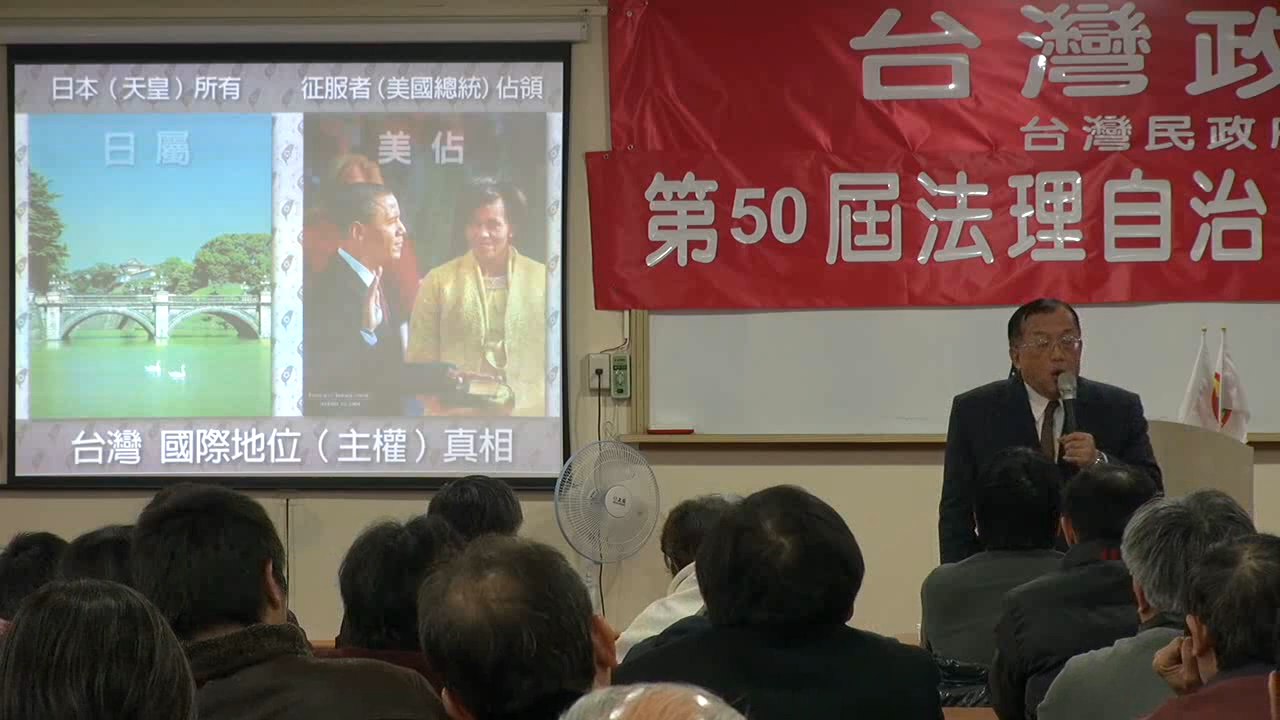 日本（天皇）所有
征服者（美國總統）佔領
日屬
美佔
台灣 國際地位（主權）真相
台灣政
台灣民政府
第50屆法理自治